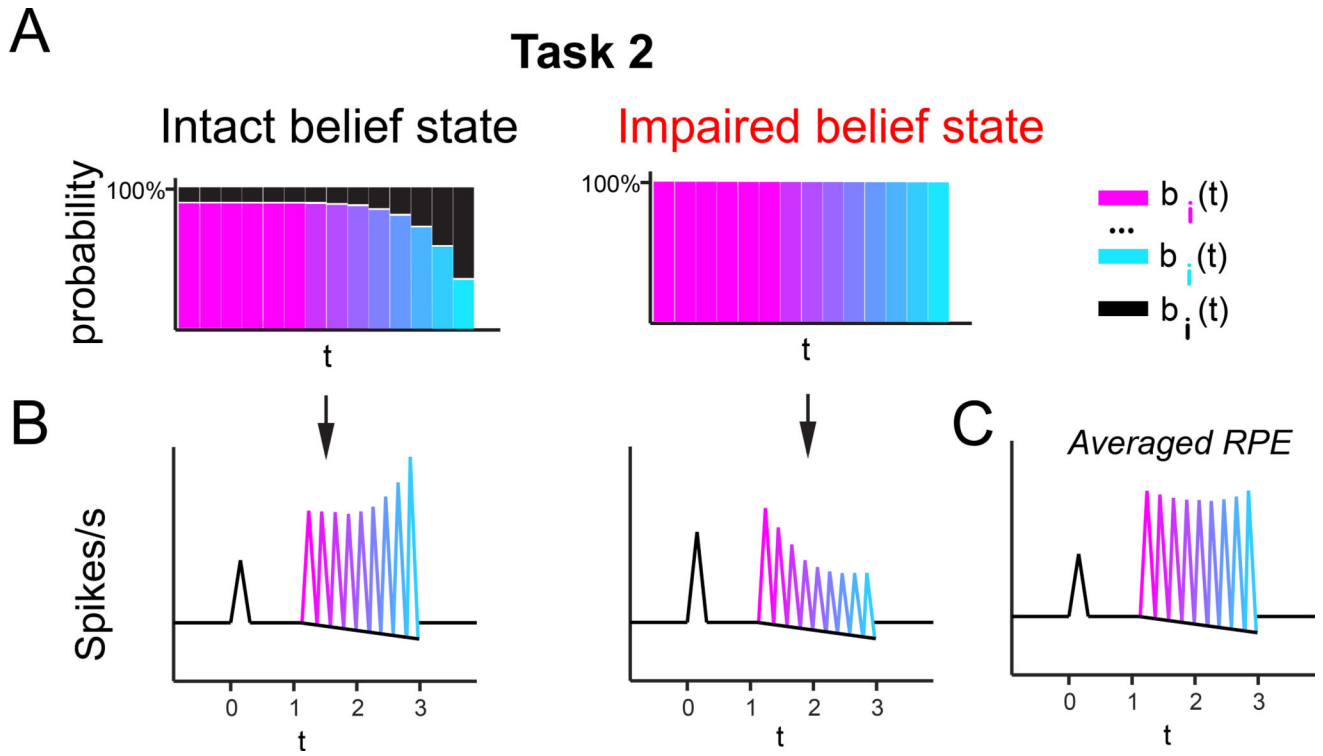 A
Task 2
Intact belief state
Impaired belief state
probability
100%
t
100%
t
b i (t)
...
b i (t)
b i (t)
B
Spikes/s
0 1 2 3
t
0 1 2 3
t
C
Averaged RPE
0 1 2 3
t